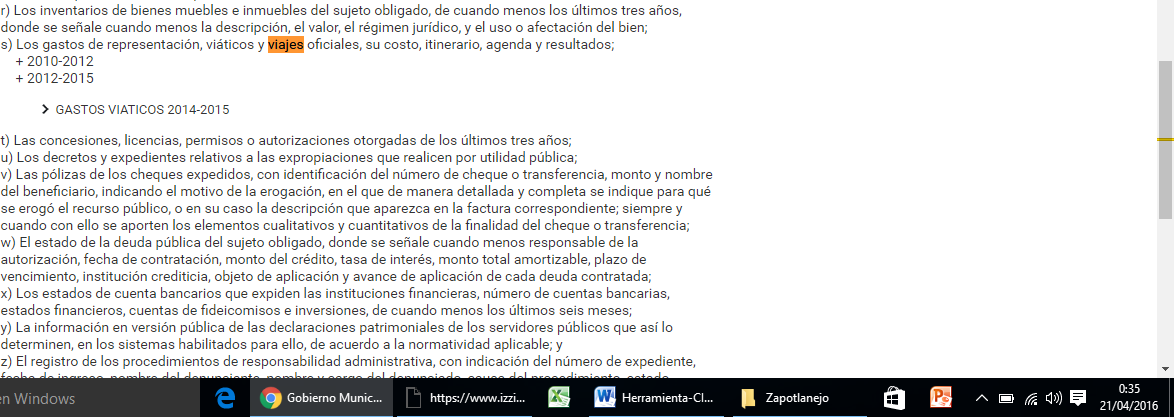 r) Los inventarios de bienes muebles e inmuebles del sujeto obligado, de cuando menos los últimos tres años,
donde se señale cuando menos la descripción, el valor, el régimen jurídico, y el uso o afectación del bien;
s) Los gastos de representación, viáticos y viajes oficiales, su costo, itinerario, agenda y resultados;
+ 2010-2012
+ 2012-2015
GASTOS VIATICOS 2014-2015
t) Las concesiones, licencias, permisos o autorizaciones otorgadas de los últimos tres años;
u) Los decretos y expedientes relativos a las expropiaciones que realicen por utilidad pública;
v) Las pólizas de los cheques expedidos, con identificación del número de cheque o transferencia, monto y nombre
del beneficiario, indicando el motivo de la erogación, en el que de manera detallada y completa se indique para qué
se erogó el recurso público, o en su caso la descripción que aparezca en la factura correspondiente; siempre y
cuando con ello se aporten los elementos cualitativos y cuantitativos de la finalidad del cheque o transferencia;
w) El estado de la deuda pública del sujeto obligado, donde se señale cuando menos responsable de la
autorización, fecha de contratación, monto del crédito, tasa de interés, monto total amortizable, plazo de
vencimiento, institución crediticia, objeto de aplicación y avance de aplicación de cada deuda contratada;
x) Los estados de cuenta bancarios que expiden las instituciones financieras, número de cuentas bancarias,
estados financieros, cuentas de fideicomisos e inversiones, de cuando menos los últimos seis meses;
y) La información en versión pública de las declaraciones patrimoniales de los servidores públicos que así lo
determinen, en los sistemas habilitados para ello, de acuerdo a la normatividad aplicable; y
z) El registro de los procedimientos de responsabilidad administrativa, con indicación del número de expediente,
fecha de ingreso, nombre del denunciante, nombre y cargo del denunciado, causa del procedimiento, estado
en Windows
Gobierno Munic...
https://www.izzi...
Herramienta-Cl...
Zapotlanejo
0:35
21/04/2016